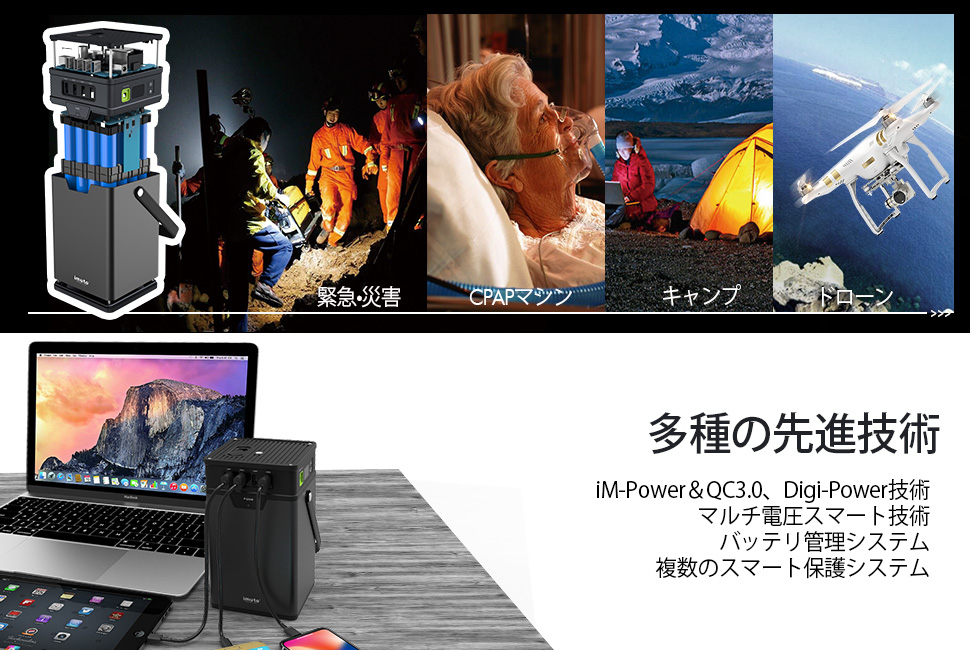 緊急・災害
CPAPマシン
キャンプ
ドローン
>>>
多種の先進技術
iM-Power＆QC3.0、Digi-Power技術
マルチ電圧スマート技術
バッテリ管理システム
複数のスマート保護システム